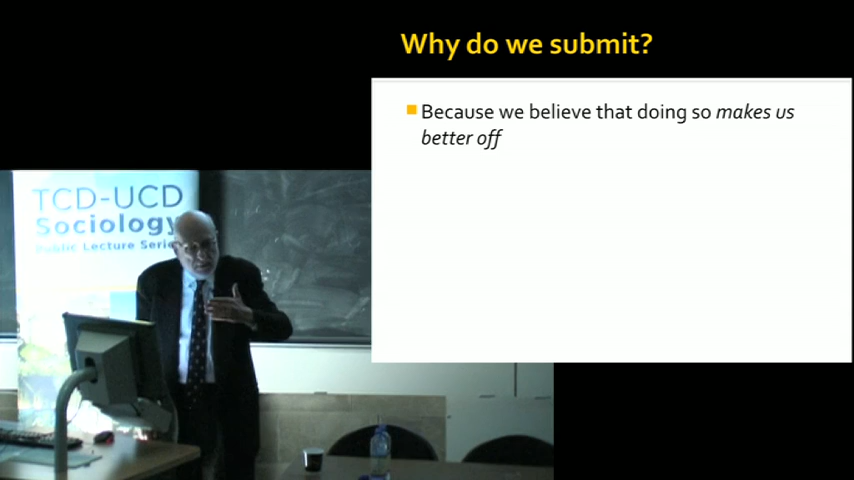 Why do we submit?
Because we believe that doing so makes us
better off
TCD-UCD
Sociology
Public Lecture Series